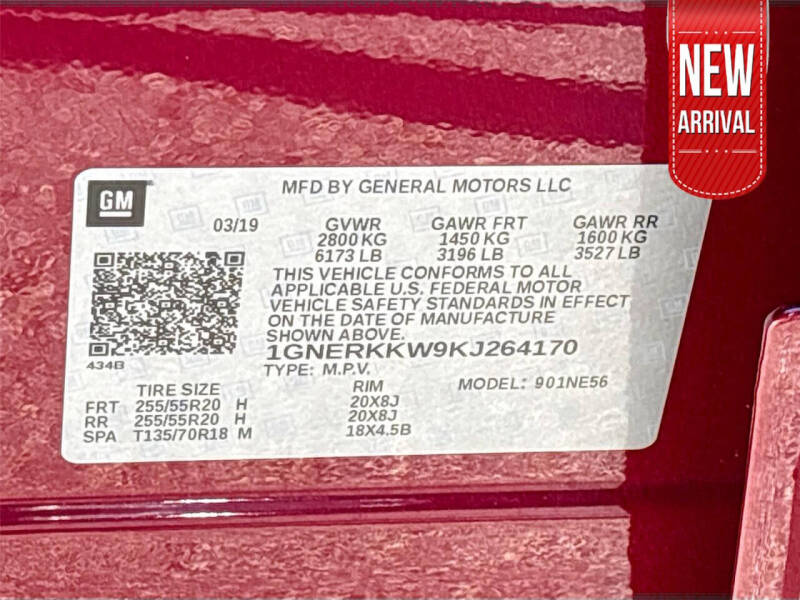 NEW
ARRIVAL
GM
MFD BY GENERAL MOTORS LLC
03/19 GVWR GAWR FRT GAWR RR
2800 KG 1450 KG 1600 KG
6173 LB 3196 LB 3527 LB
THIS VEHICLE CONFORMS TO ALL
APPLICABLE U.S. FEDERAL MOTOR
VEHICLE SAFETY STANDARDS IN EFFECT
ON THE DATE OF MANUFACTURE
SHOWN ABOVE.
1GNERKKW9KJ264170
434B
TYPE: M.P.V.
TIRE SIZE RIM MODEL: 901NE56
FRT 255/55R20 H 20X8J
RR 255/55R20 H 20X8J
SPA T135/70R18 M 18X4.5B